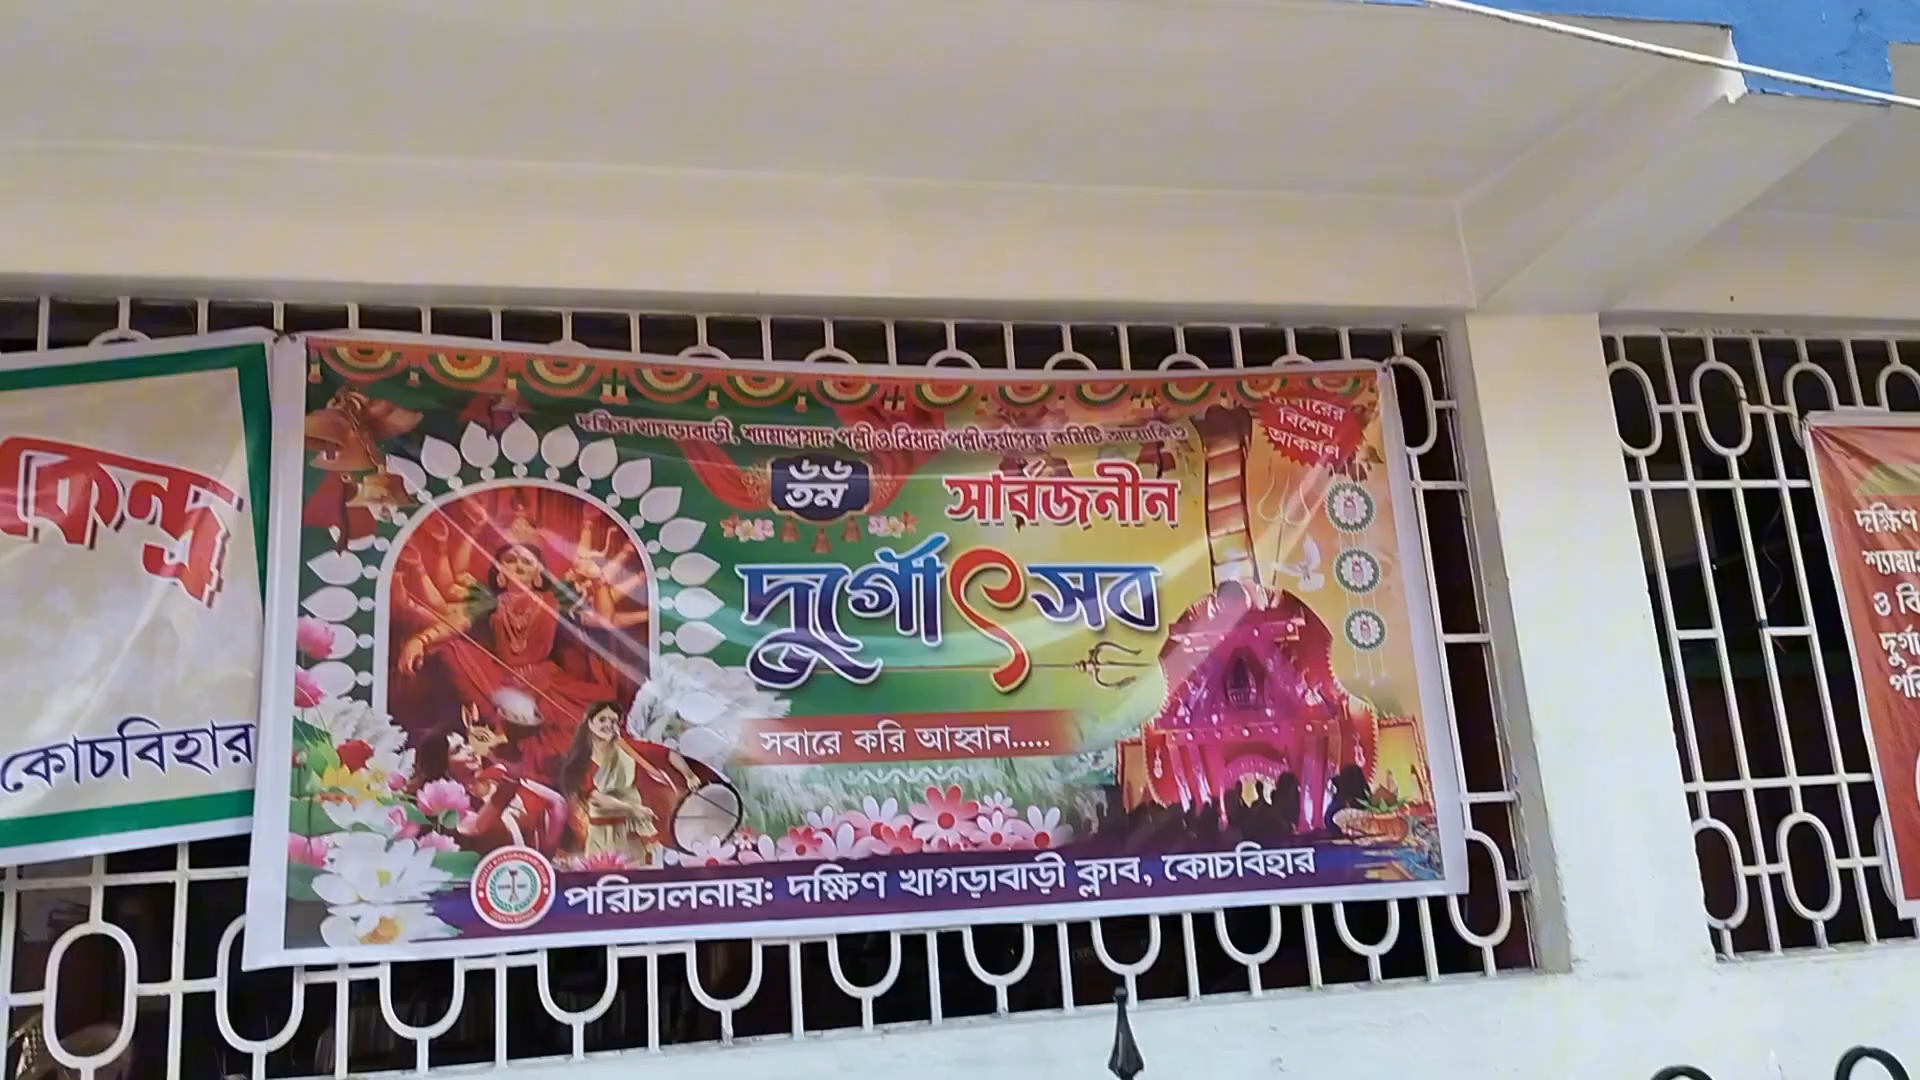 কেন্দ্র
কোচবিহার
দক্ষিণ খাগড়াবাড়ী, শ্যামাপ্রসাদ পল্লী ও বিধান পল্লী দুর্গাপূজা কমিটি আয়োজিত
৬৬
তম
সার্বজনীন
দুর্গোৎসব
সবারে করি আহ্বান.....
এবারের
বিশেষ
আকর্ষণ
পরিচালনায়ঃ দক্ষিণ খাগড়াবাড়ী ক্লাব, কোচবিহার
দক্ষিণ
ও